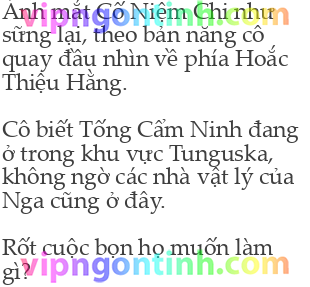 Ánh mắt Cố Niệm Chi như
sững lại, theo bản năng cô
quay đầu nhìn về phía Hoắc
Thiệu Hằng.
Cô biết Tống Cẩm Ninh đang
ở trong khu vực Tunguska,
không ngờ các nhà vật lý của
Nga cũng ở đây.
Rốt cuộc bọn họ muốn làm
gì?
vipngontinh.com
vipngontinh.com